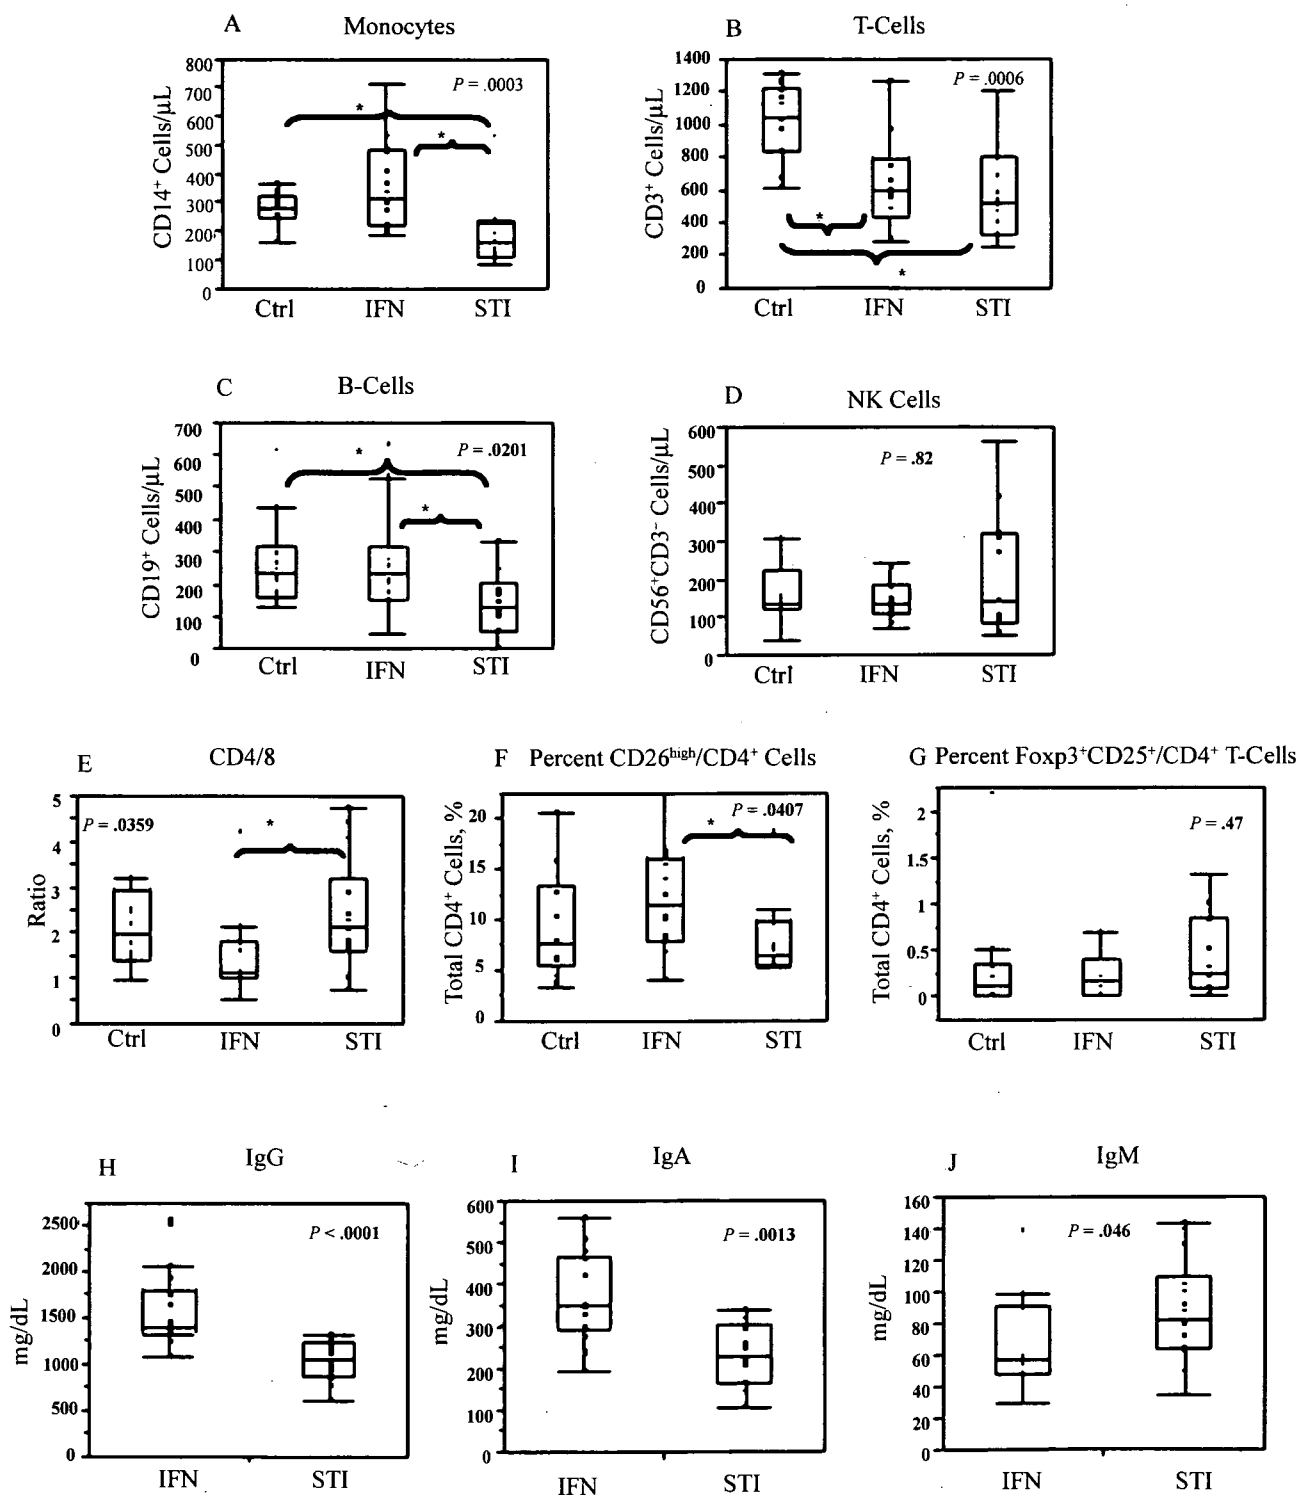 A Monocytes
B T-Cells
CD14+ Cells/µL
800
700
600
500
400
300
200
100
0
P = .0003
*
*
Ctrl IFN STI
CD3+ Cells/µL
1400
1200
1000
800
600
400
200
0
P = .0006
*
*
Ctrl IFN STI
C B-Cells
D NK Cells
CD19+ Cells/µL
700
600
500
400
300
200
100
0
P = .0201
*
*
Ctrl IFN STI
CD56+CD3− Cells/µL
600
500
400
300
200
100
0
P = .82
Ctrl IFN STI
E CD4/8
F Percent CD26high/CD4+ Cells
G Percent Foxp3+CD25+/CD4+ T-Cells
Ratio
5
4
3
2
1
0
P = .0359
*
Ctrl IFN STI
Total CD4+ Cells, %
20
15
10
5
0
P = .0407
*
Ctrl IFN STI
Total CD4+ Cells, %
2
1.5
1
0.5
0
P = .47
Ctrl IFN STI
H IgG
I IgA
J IgM
mg/dL
2500
2000
1500
1000
500
0
P < .0001
IFN STI
mg/dL
600
500
400
300
200
100
0
P = .0013
IFN STI
mg/dL
160
140
120
100
80
60
40
20
0
P = .046
IFN STI